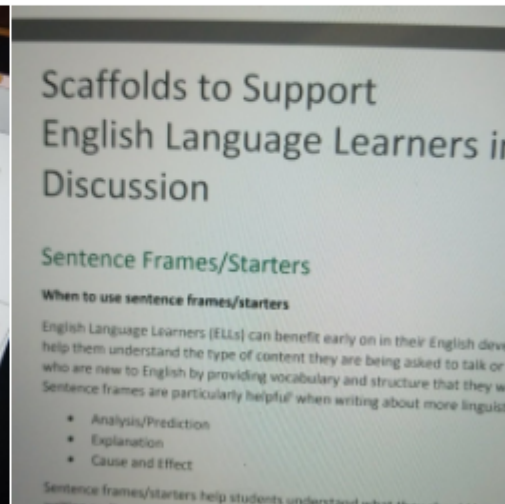 Scaffolds to Support
English Language Learners in
Discussion
Sentence Frames/Starters
When to use sentence frames/starters
English Language Learners (ELLs) can benefit early on in their English
help them understand the type of content they are being asked to talk or
who are new to English by providing vocabulary and structure that they
Sentence frames are particularly helpful when writing about more
• Analysis/Prediction
• Explanation
• Cause and Effect
Sentence frames/starters help students understand what